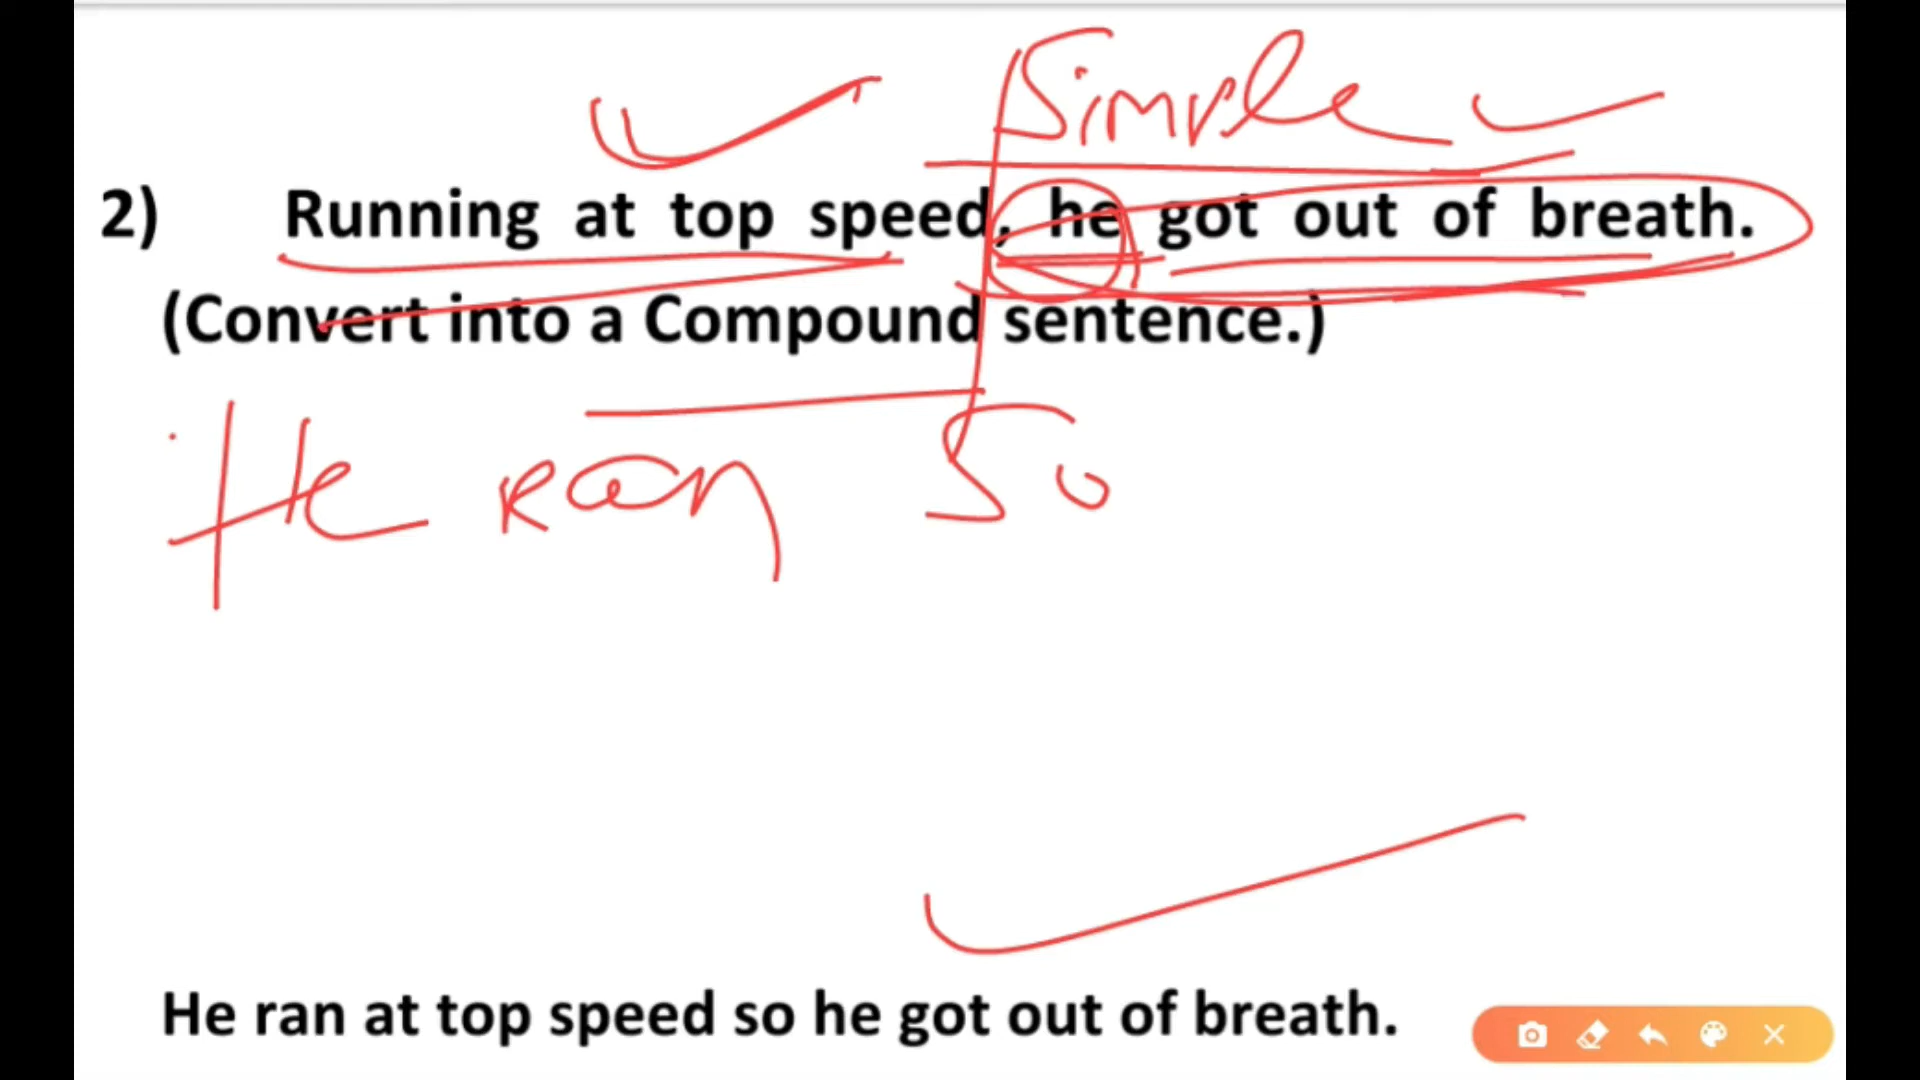 Simple
2) Running at top speed, he got out of breath.
(Convert into a Compound sentence.)
He ran so
He ran at top speed so he got out of breath.